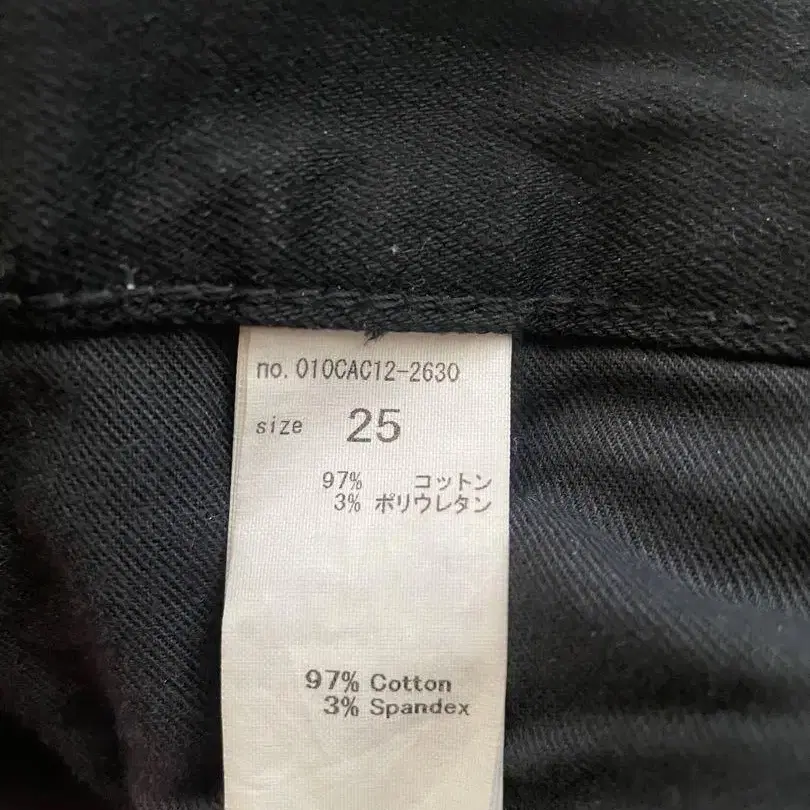 no. 010CAC12-2630
size 25
97% コットン
3% ポリウレタン
97% Cotton
3% Spandex